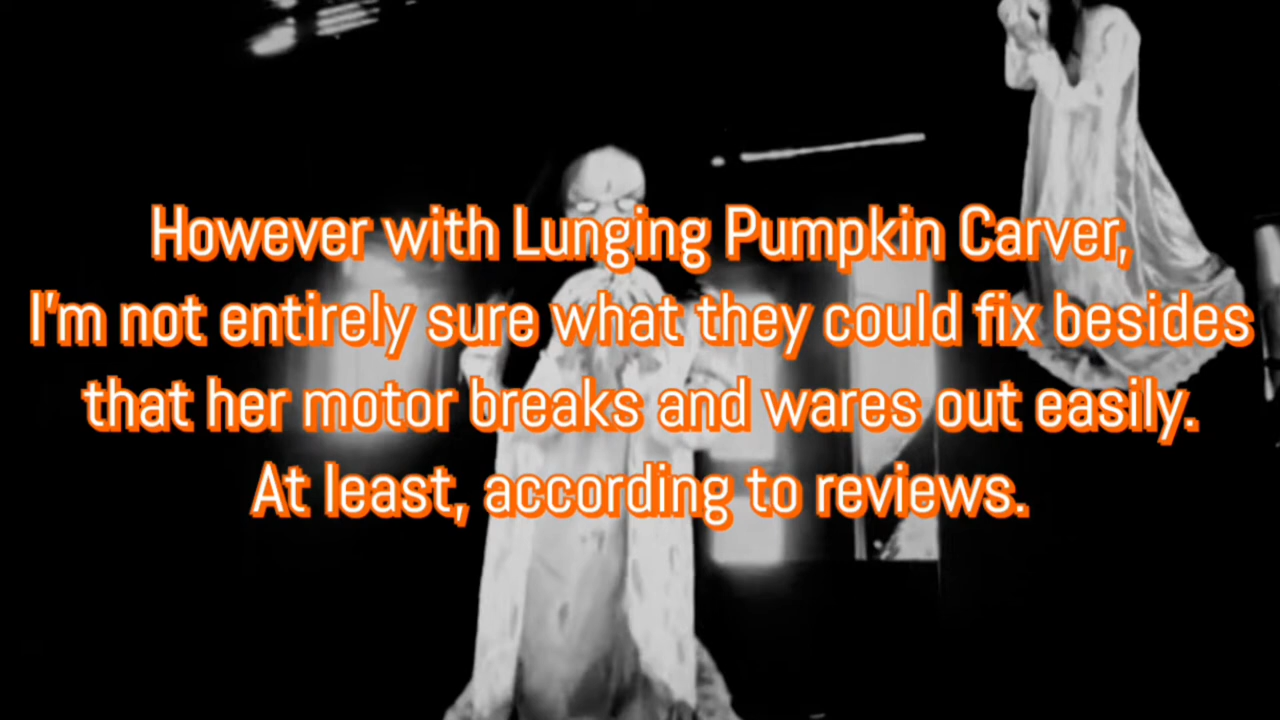 However with Lunging Pumpkin Carver,
I'm not entirely sure what they could fix besides
that her motor breaks and wares out easily.
At least, according to reviews.